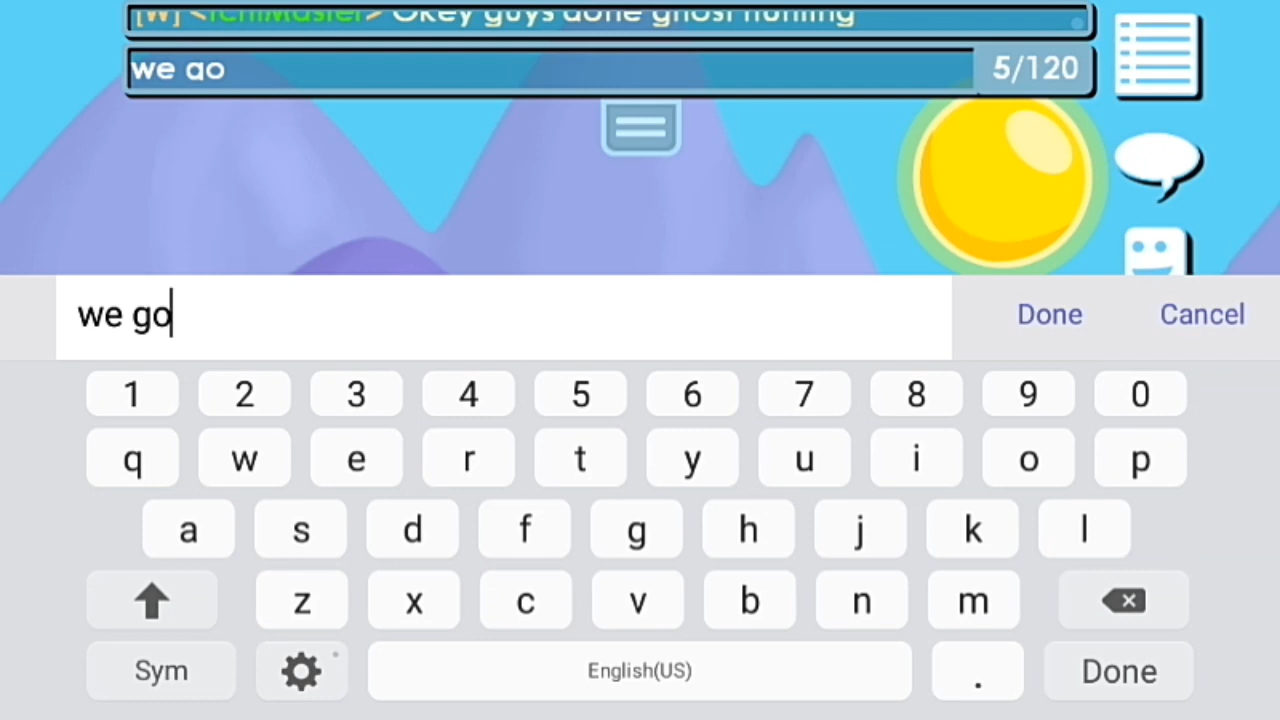 [W] <IchiMaster> Okey guys done ghost hunting
we go
5/120
we go
Done
Cancel
1 2 3 4 5 6 7 8 9 0
q w e r t y u i o p
a s d f g h j k l
z x c v b n m
Sym
English(US)
.
Done